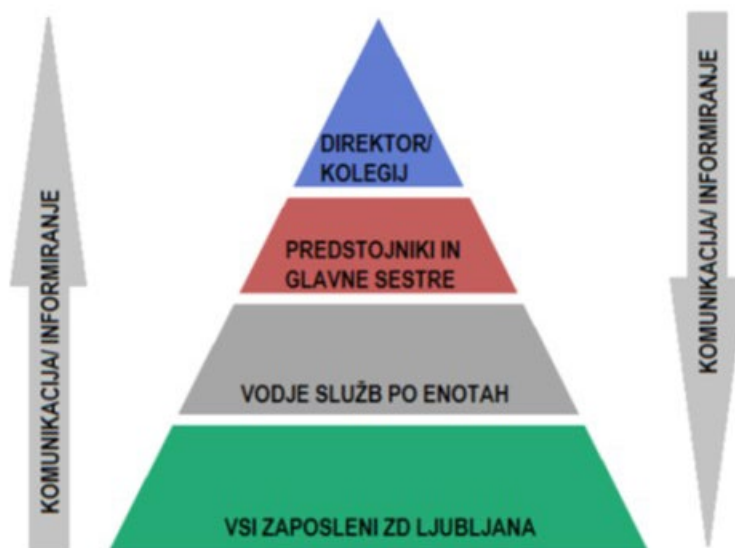 KOMUNIKACIJA/ INFORMIRANJE
DIREKTOR/
KOLEGIJ
PREDSTOJNIKI IN
GLAVNE SESTRE
VODJE SLUŽB PO ENOTAH
VSI ZAPOSLENI ZD LJUBLJANA
KOMUNIKACIJA/ INFORMIRANJE